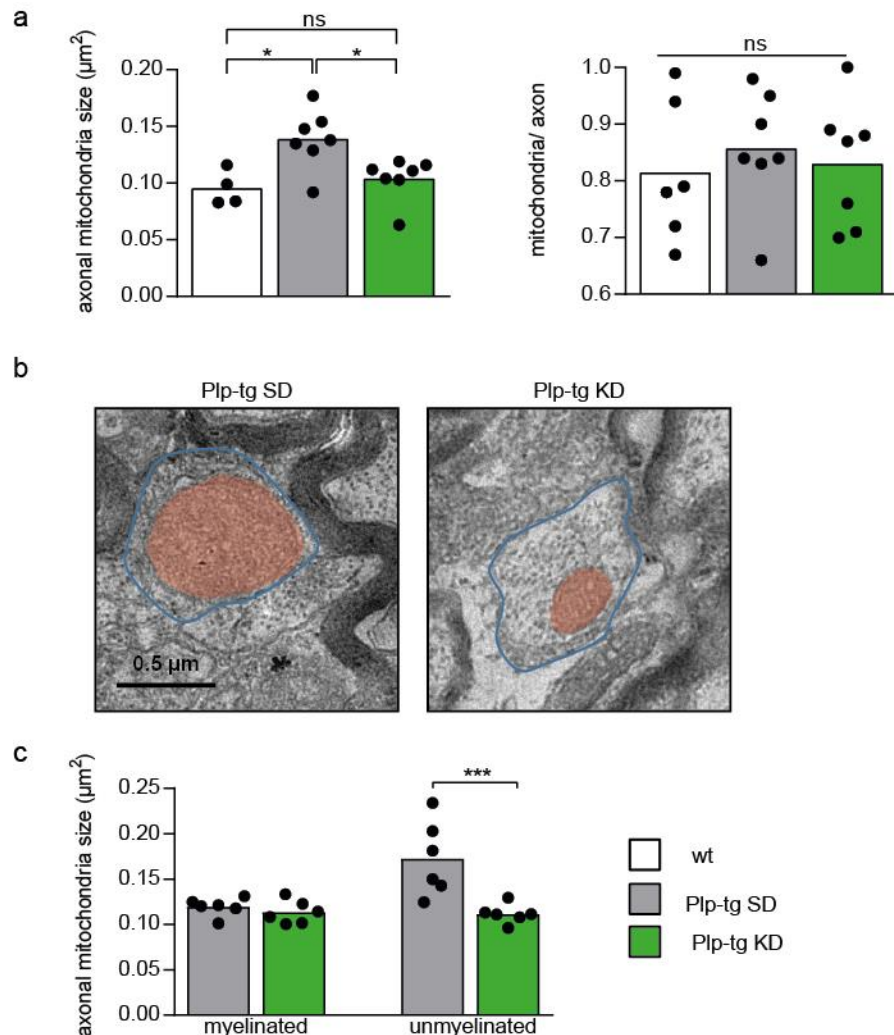 a
ns
*
*
axonal mitochondria size (µm²)
0.20
0.15
0.10
0.05
0.00
ns
mitochondria/ axon
1.0
0.9
0.8
0.7
0.6
b
Plp-tg SD
Plp-tg KD
0.5 µm
c
axonal mitochondria size (µm²)
0.25
0.20
0.15
0.10
0.05
0.00
***
myelinated
unmyelinated
wt
Plp-tg SD
Plp-tg KD